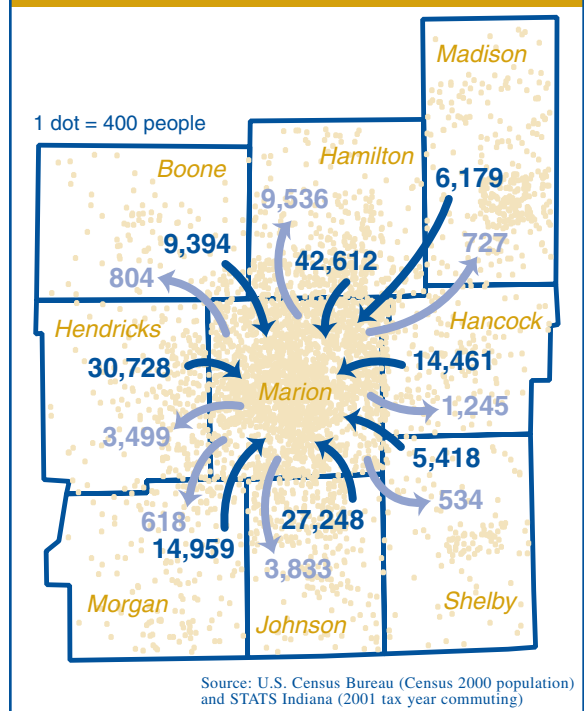 Madison
1 dot = 400 people
Boone
Hamilton
6,179
9,536
9,394
727
804
42,612
Hendricks
Hancock
30,728
14,461
Marion
1,245
3,499
5,418
618
534
14,959
27,248
3,833
Morgan
Johnson
Shelby
Source: U.S. Census Bureau (Census 2000 population)
and STATS Indiana (2001 tax year commuting)